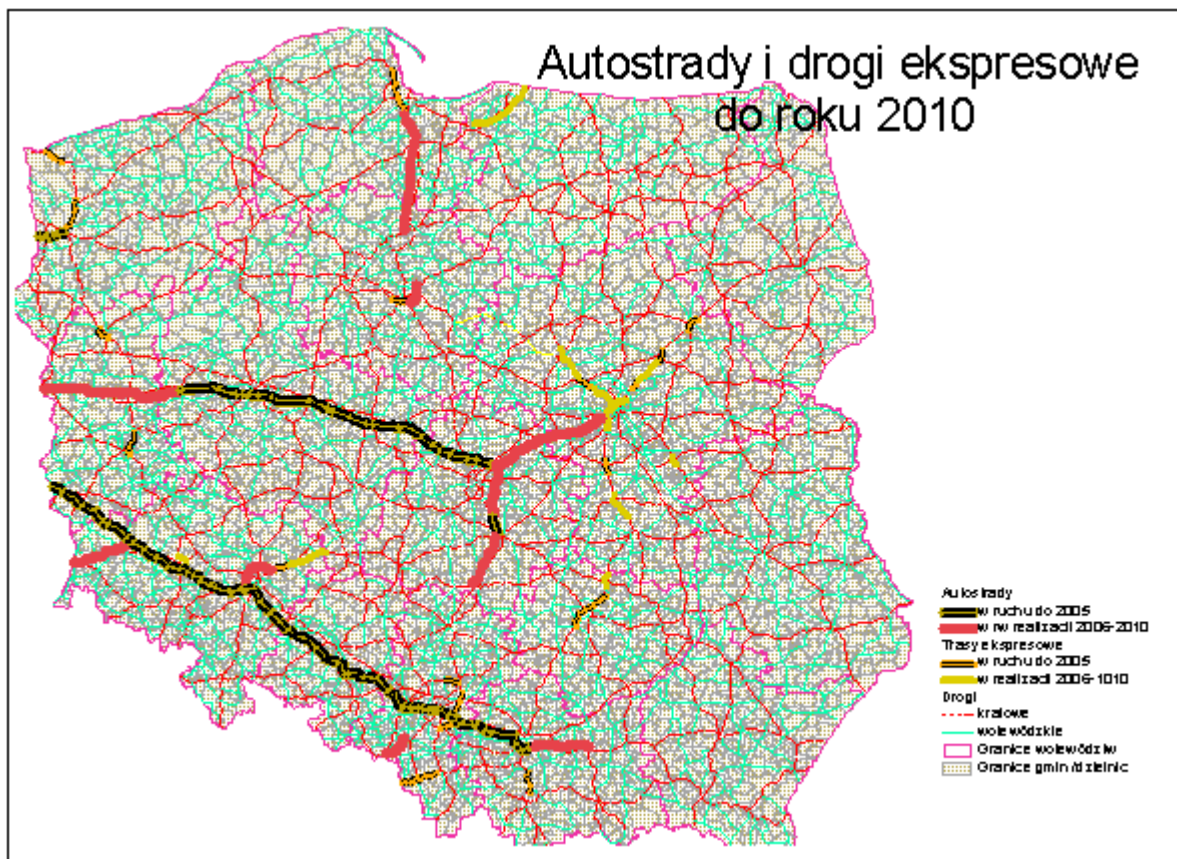 Autostrady i drogi ekspresowe
do roku 2010
Autostrady
w ruchu do 2005
w rw realizacji 2006-2010
Trasy ekspresowe
w ruchu do 2005
w realizacji 2006-1010
Drogi
krajowe
wojewódzkie
Granice województw
Granice gmin /dzielnic